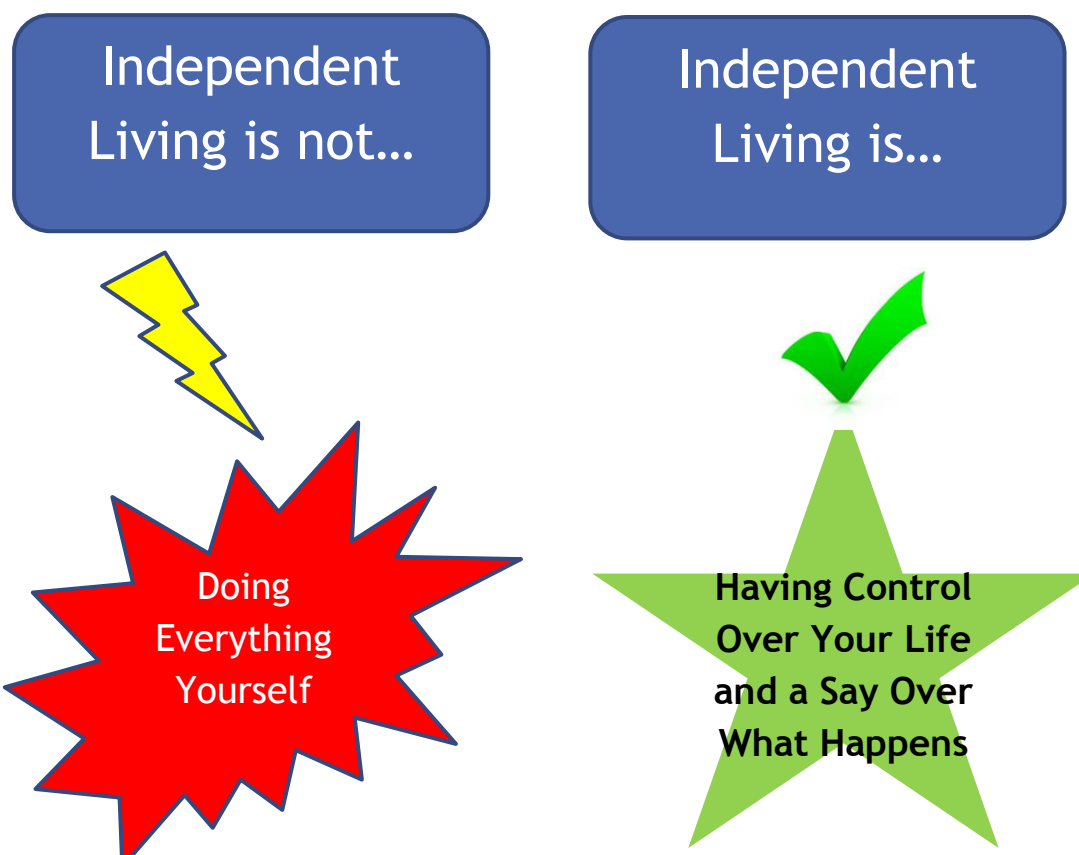 Independent
Living is not…
Doing
Everything
Yourself
Independent
Living is…
Having Control
Over Your Life
and a Say Over
What Happens